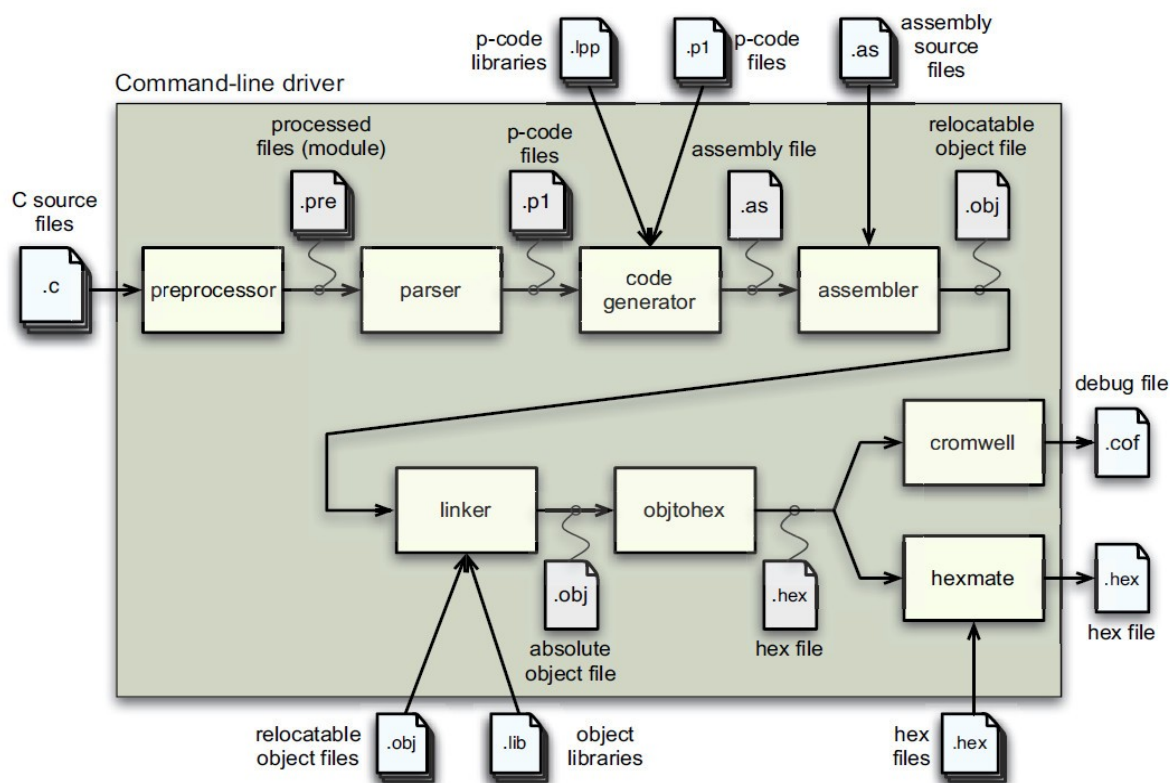 p-code
libraries
.lpp
.p1
p-code
files
.as
assembly
source
files
Command-line driver
processed
files (module)
p-code
files
assembly file
relocatable
object file
C source
files
.pre
.p1
.as
.obj
.c
preprocessor
parser
code
generator
assembler
debug file
cromwell
.cof
linker
objtohex
hexmate
.hex
.obj
.hex
hex file
absolute
object file
hex file
relocatable
object files
.obj
.lib
object
libraries
hex
files
.hex